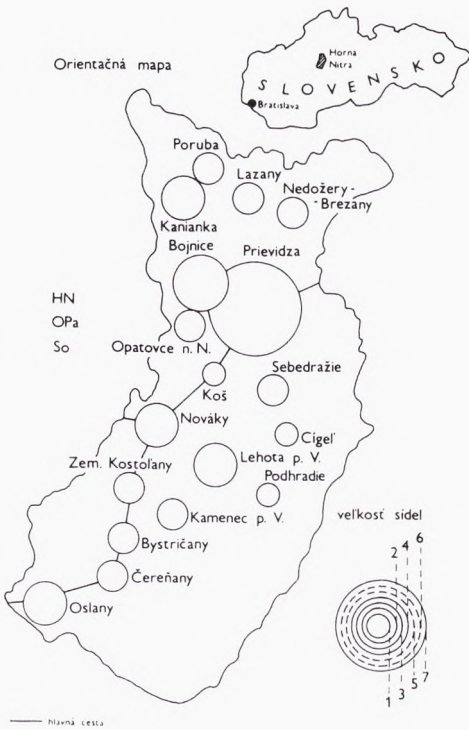 Orientačná mapa
Horna
Nitra
SLOVENSKO
Bratislava
Poruba
Lazany
Nedožery-
-Brezány
Kanianka
Bojnice
Prievidza
HN
OPa
So
Opatovce n. N.
Koš
Sebedražie
Nováky
Cígeľ
Zem. Kostoľany
Lehota p. V.
Podhradie
Kamenec p. V.
Bystričany
Čereňany
Oslany
veľkosť sídel
2 4 6
1 3 5 7
hlavná cesta